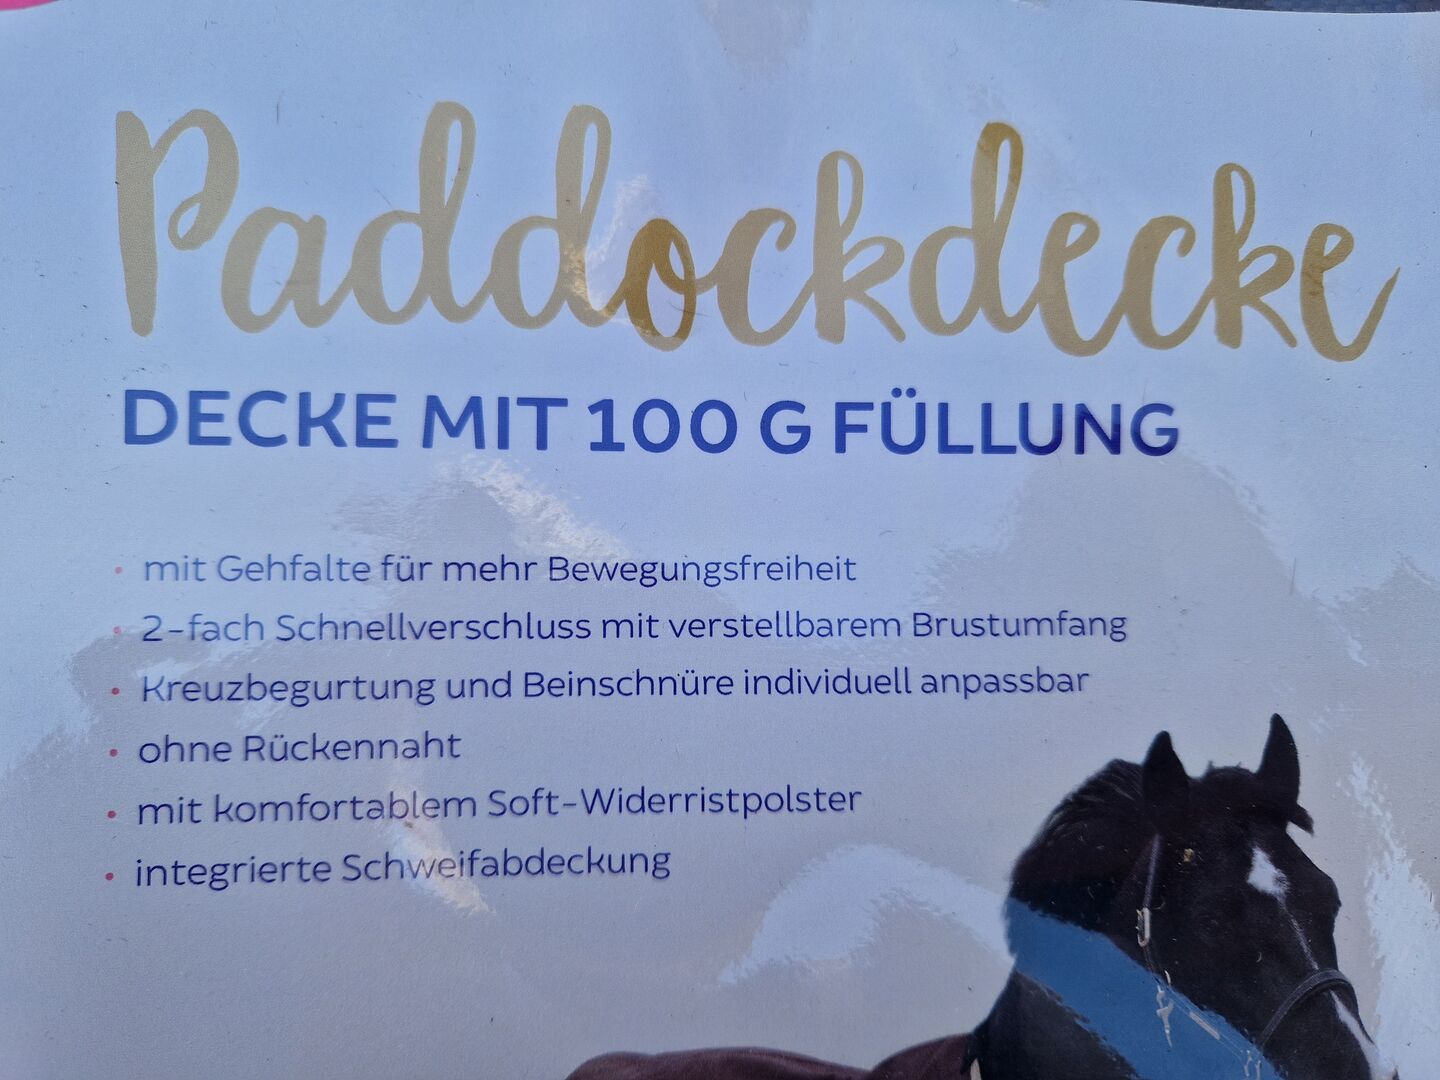 Paddockdecke
DECKE MIT 100 G FÜLLUNG
• mit Gehfalte für mehr Bewegungsfreiheit
• 2-fach Schnellverschluss mit verstellbarem Brustumfang
• Kreuzbegurtung und Beinschnüre individuell anpassbar
• ohne Rückennaht
• mit komfortablem Soft-Widerristpolster
• integrierte Schweifabdeckung